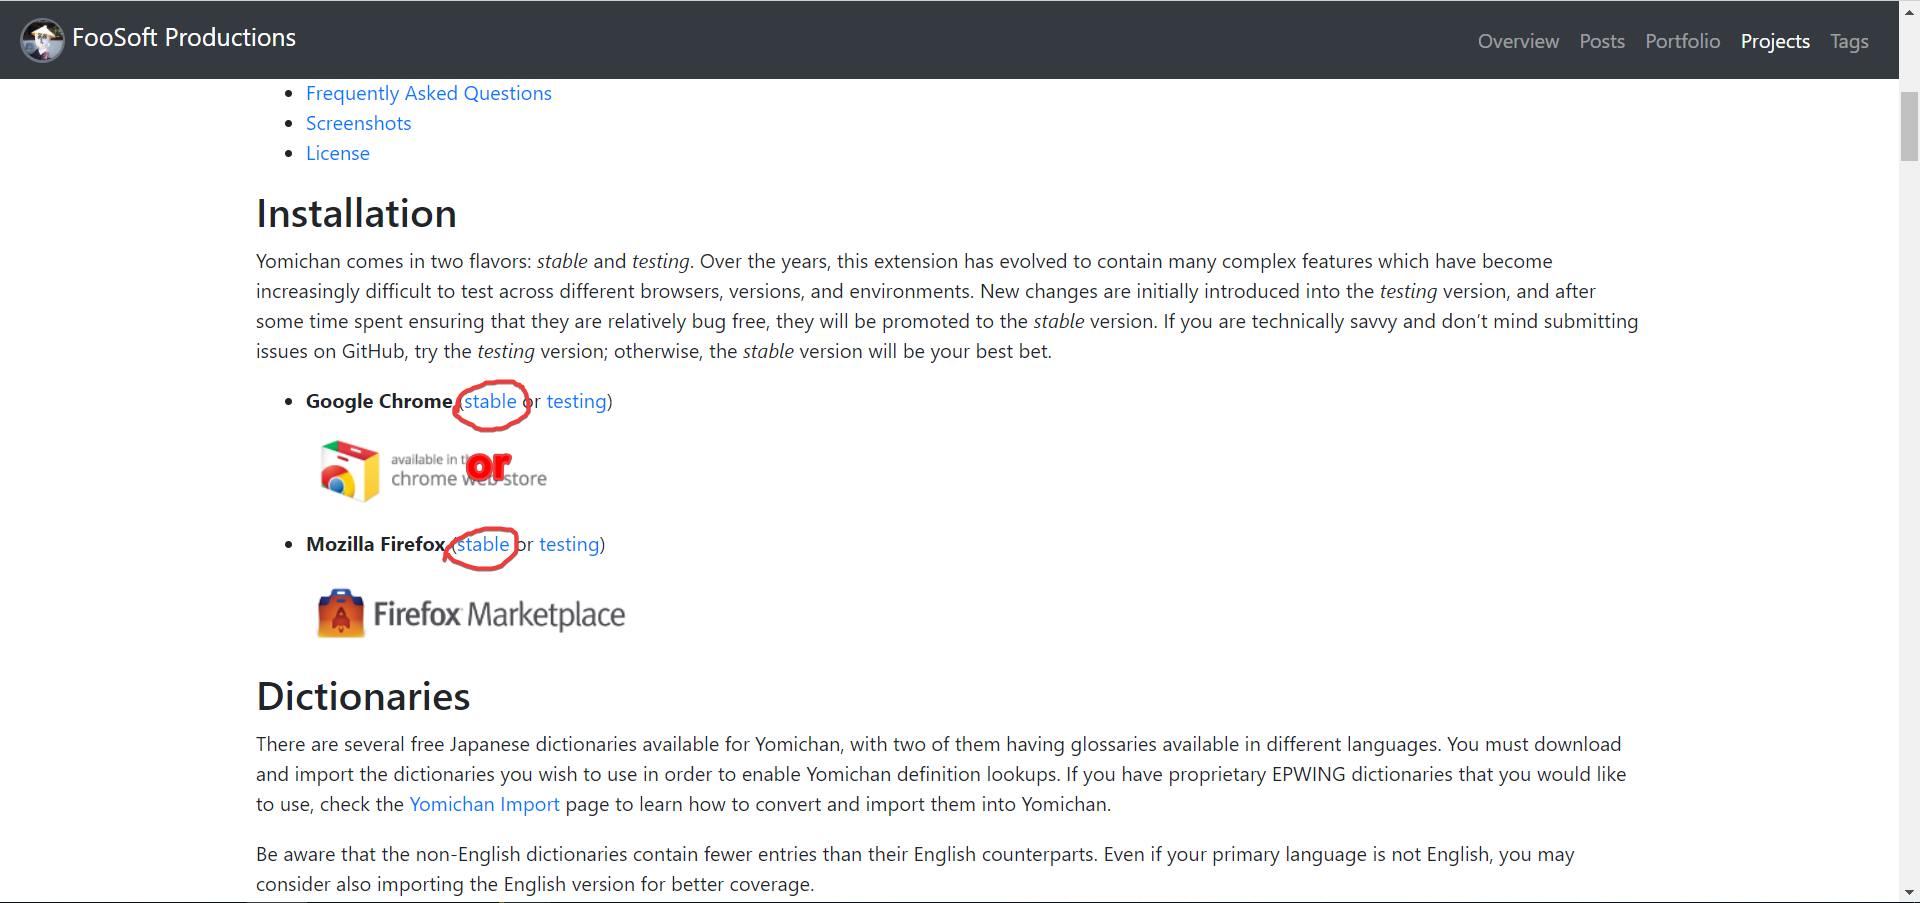 FooSoft Productions
Overview Posts Portfolio Projects Tags
Frequently Asked Questions
Screenshots
License
Installation
Yomichan comes in two flavors: stable and testing. Over the years, this extension has evolved to contain many complex features which have become
increasingly difficult to test across different browsers, versions, and environments. New changes are initially introduced into the testing version, and after
some time spent ensuring that they are relatively bug free, they will be promoted to the stable version. If you are technically savvy and don’t mind submitting
issues on GitHub, try the testing version; otherwise, the stable version will be your best bet.
Google Chrome (stable or testing)
available in
or
chrome web store
Mozilla Firefox (stable or testing)
Firefox Marketplace
Dictionaries
There are several free Japanese dictionaries available for Yomichan, with two of them having glossaries available in different languages. You must download
and import the dictionaries you wish to use in order to enable Yomichan definition lookups. If you have proprietary EPWING dictionaries that you would like
to use, check the Yomichan Import page to learn how to convert and import them into Yomichan.
Be aware that the non-English dictionaries contain fewer entries than their English counterparts. Even if your primary language is not English, you may
consider also importing the English version for better coverage.